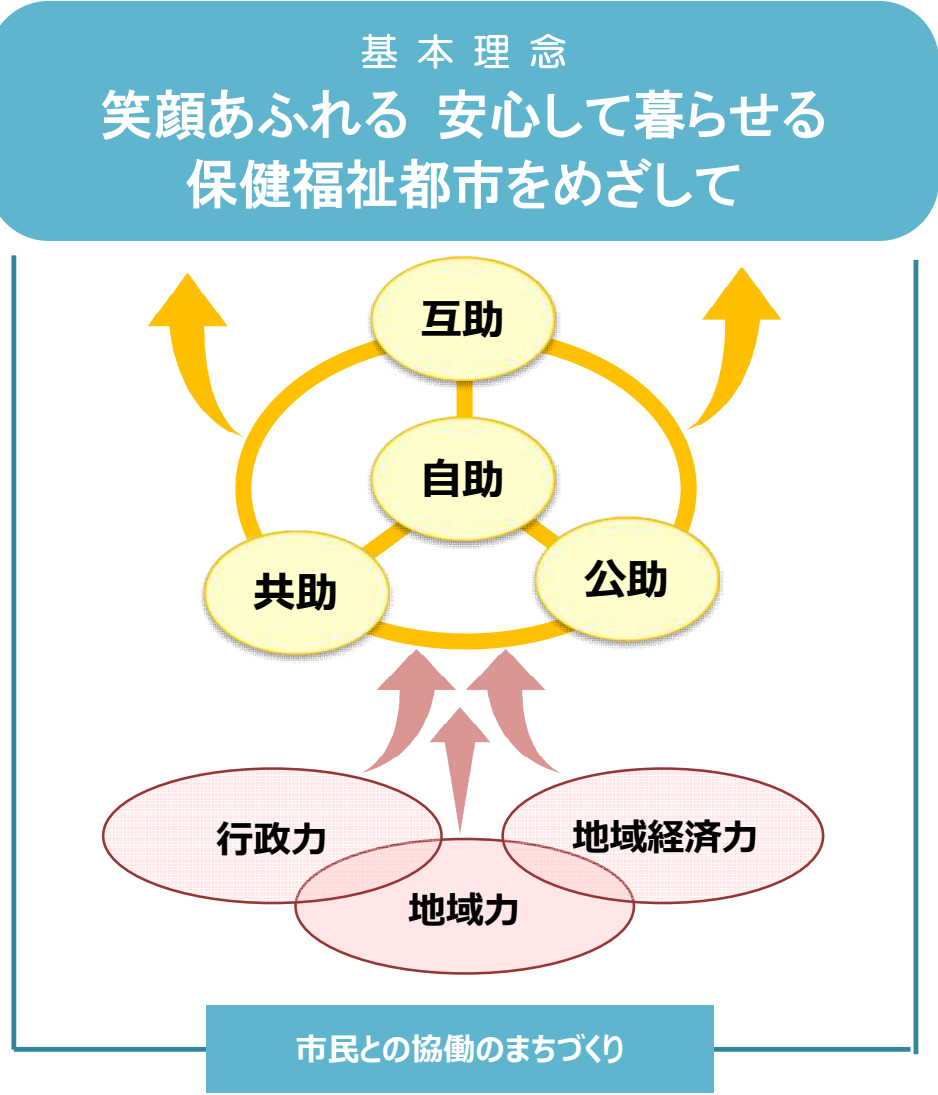 基本理念
笑顔あふれる 安心して暮らせる
保健福祉都市をめざして
互助
自助
共助
公助
行政力
地域経済力
地域力
市民との協働のまちづくり